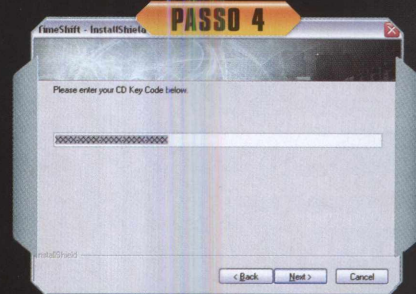 PASSO 4
TimeShift - InstallShield
Please enter your CD Key Code below.
InstallShield
< Back
Next >
Cancel